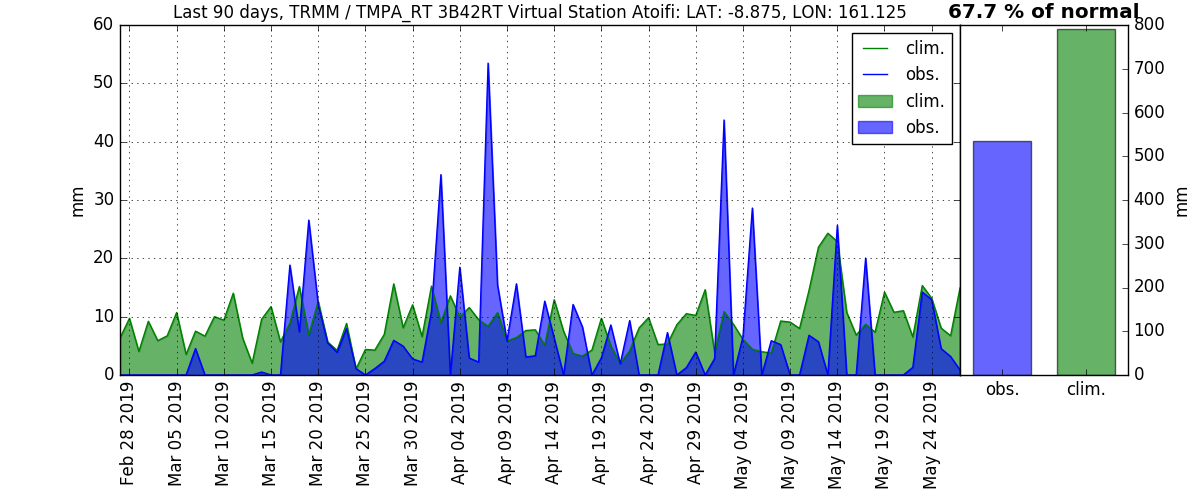 Last 90 days, TRMM / TMPA_RT 3B42RT Virtual Station Atoifi: LAT: -8.875, LON: 161.125
67.7 % of normal
60
50
40
30
20
10
0
mm
clim.
obs.
clim.
obs.
800
700
600
500
400
300
200
100
0
mm
obs.
clim.
Feb 28 2019
Mar 05 2019
Mar 10 2019
Mar 15 2019
Mar 20 2019
Mar 25 2019
Mar 30 2019
Apr 04 2019
Apr 09 2019
Apr 14 2019
Apr 19 2019
Apr 24 2019
Apr 29 2019
May 04 2019
May 09 2019
May 14 2019
May 19 2019
May 24 2019